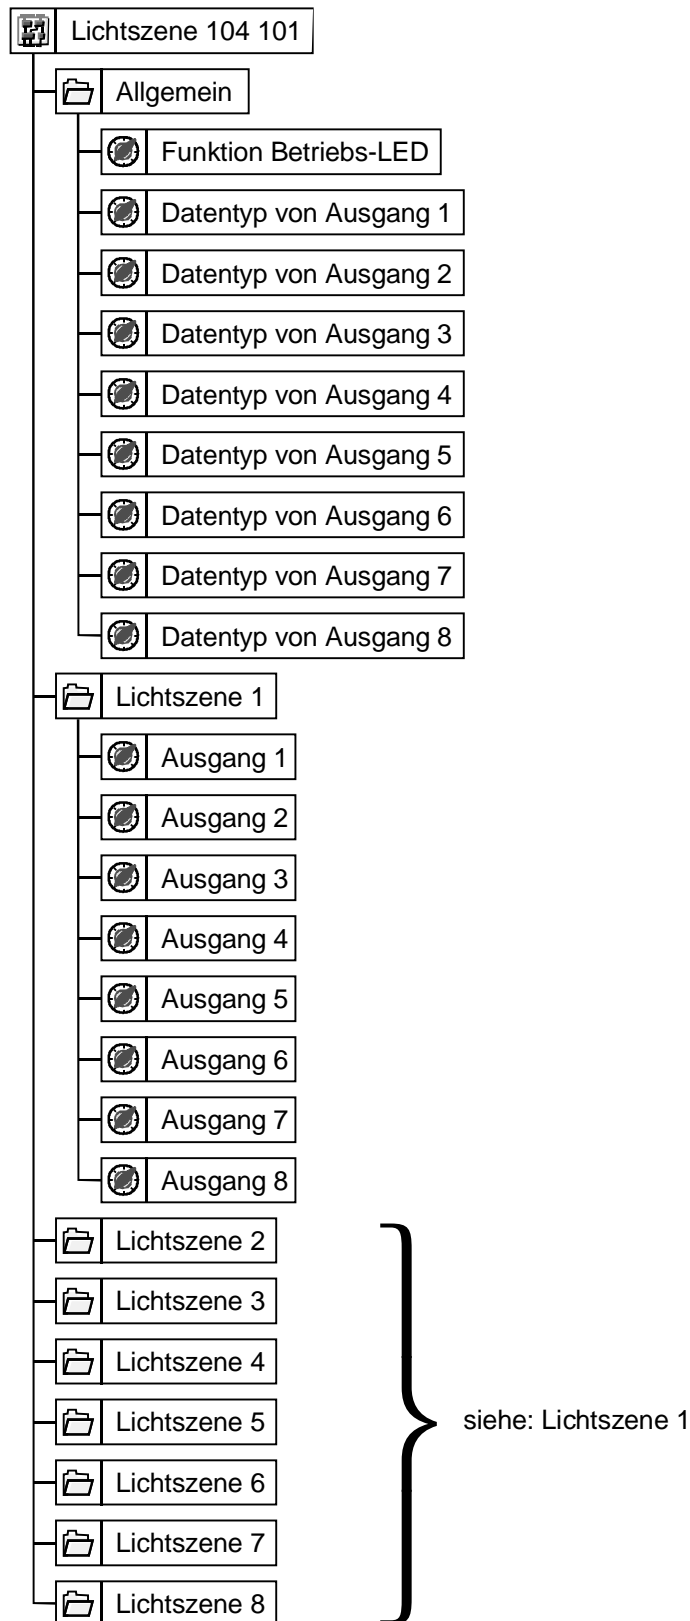 Lichtszene 104 101
Allgemein
Funktion Betriebs-LED
Datentyp von Ausgang 1
Datentyp von Ausgang 2
Datentyp von Ausgang 3
Datentyp von Ausgang 4
Datentyp von Ausgang 5
Datentyp von Ausgang 6
Datentyp von Ausgang 7
Datentyp von Ausgang 8
Lichtszene 1
Ausgang 1
Ausgang 2
Ausgang 3
Ausgang 4
Ausgang 5
Ausgang 6
Ausgang 7
Ausgang 8
Lichtszene 2
Lichtszene 3
Lichtszene 4
Lichtszene 5
siehe: Lichtszene 1
Lichtszene 6
Lichtszene 7
Lichtszene 8